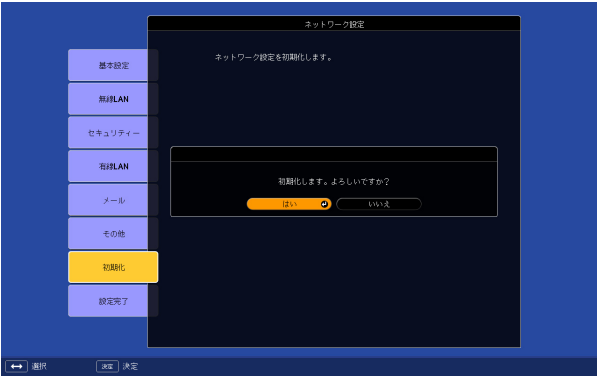 ネットワーク設定
ネットワーク設定を初期化します。
基本設定
無線LAN
セキュリティー
有線LAN
メール
その他
初期化
設定完了
初期化します。よろしいですか?
はい
いいえ
選択
決定 決定